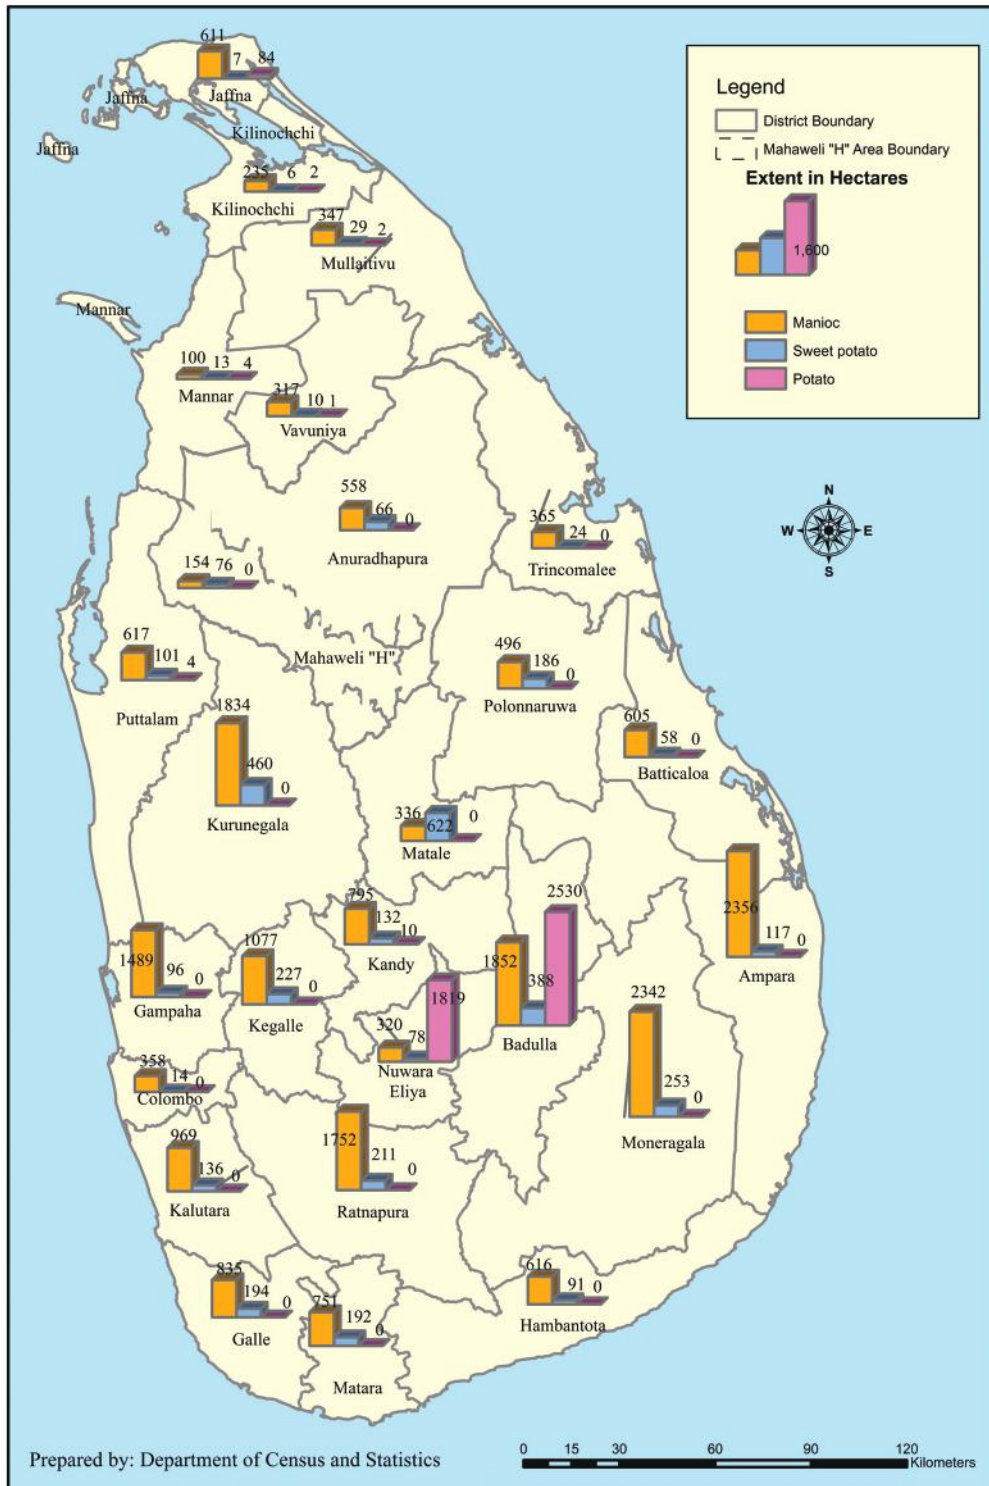 611
7
84
Jaffna
Jaffna
Kilinochchi
Jaffna
235 6 2
Kilinochchi
347
29
2
Mullaitivu
Mannar
100 13 4
Mannar
317
10 1
Vavuniya
558
66
0
Anuradhapura
365
24 0
Trincomalee
154 76 0
Mahaweli "H"
617
101
4
Puttalam
496
186
0
Polonnaruwa
1834
460
0
Kurunegala
605
58 0
Batticaloa
336
622
0
Matale
795
132
10
Kandy
2530
1852
388
Badulla
2356
117
0
Ampara
1489
96
0
Gampaha
1077
227
0
Kegalle
1819
320
78
Nuwara
Eliya
2342
253
0
Moneragala
358
14
0
Colombo
969
136
0
Kalutara
1752
211
0
Ratnapura
835
194
0
Galle
751
192
0
Matara
616
91 0
Hambantota
Legend
District Boundary
Mahaweli "H" Area Boundary
Extent in Hectares
1,600
Manioc
Sweet potato
Potato
N
W E
S
Prepared by: Department of Census and Statistics
0 15 30 60 90 120
Kilometers